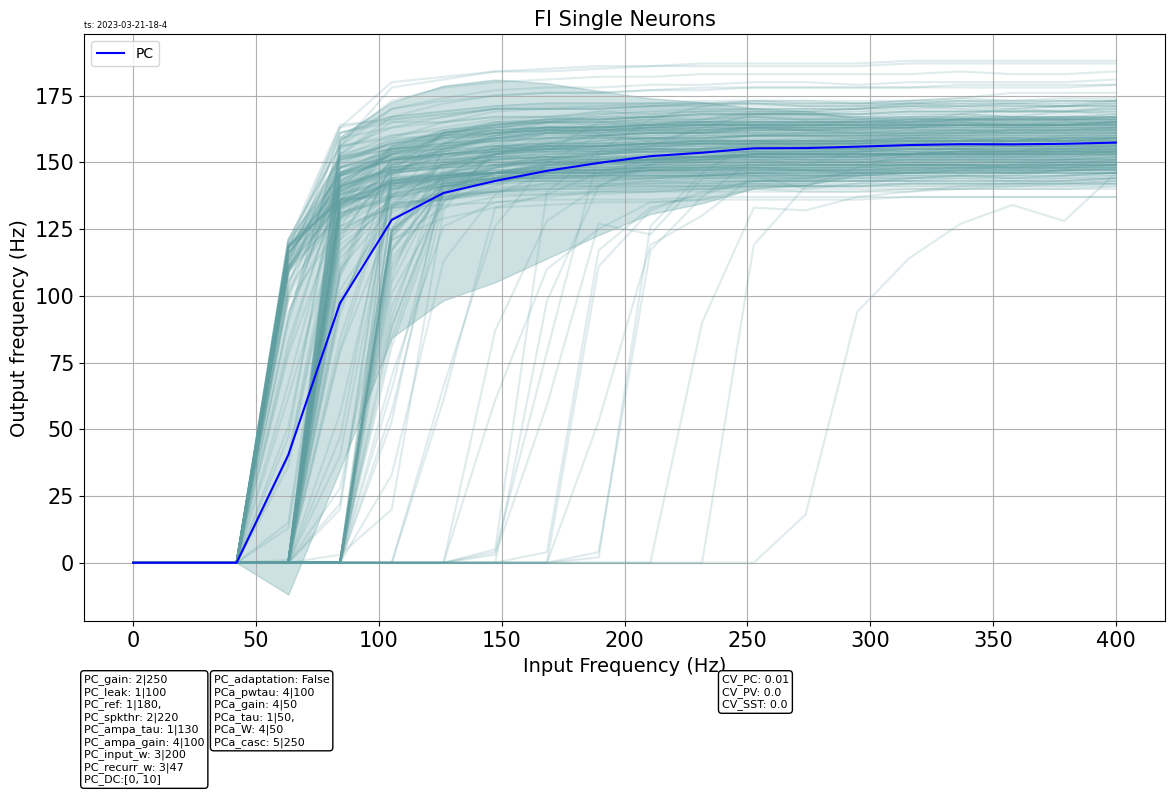 FI Single Neurons
ts: 2023-03-21-18-4
PC
Output frequency (Hz)
175
150
125
100
75
50
25
0
0 50 100 150 200 250 300 350 400
Input Frequency (Hz)
PC_gain: 2|250
PC_leak: 1|100
PC_ref: 1|180,
PC_spkthr: 2|220
PC_ampa_tau: 1|130
PC_ampa_gain: 4|100
PC_input_w: 3|200
PC_recurr_w: 3|47
PC_DC:[0, 10]
PC_adaptation: False
PCa_pwtau: 4|100
PCa_gain: 4|50
PCa_tau: 1|50,
PCa_W: 4|50
PCa_casc: 5|250
CV_PC: 0.01
CV_PV: 0.0
CV_SST: 0.0